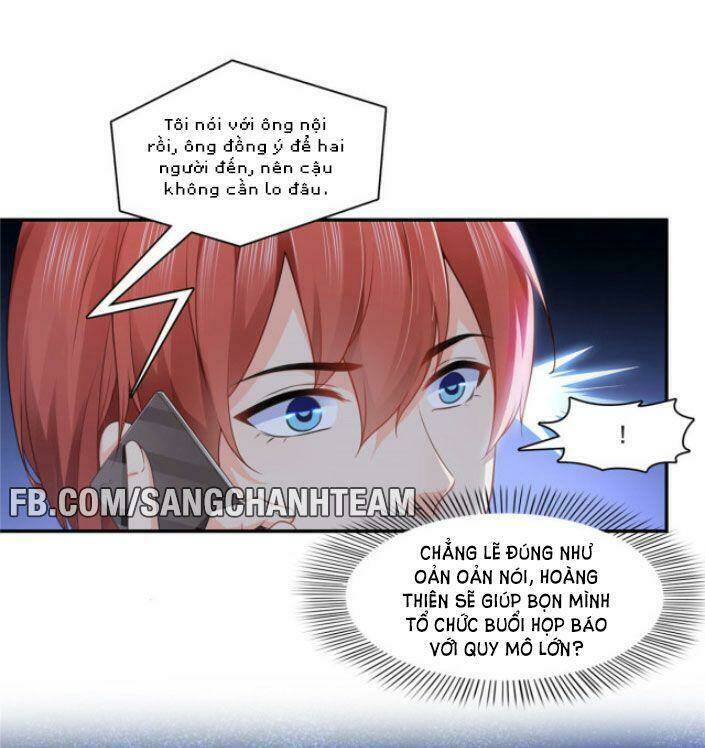 Tôi nói với ông nội
rồi, ông đồng ý để hai
người đến, nên cậu
không cần lo đâu.
!
FB.COM/SANGCHANHTEAM
CHẲNG LẼ ĐÚNG NHƯ
OẢN OẢN NÓI, HOÀNG
THIÊN SẼ GIÚP BỌN MÌNH
TỔ CHỨC BUỔI HỌP BÁO
VỚI QUY MÔ LỚN?